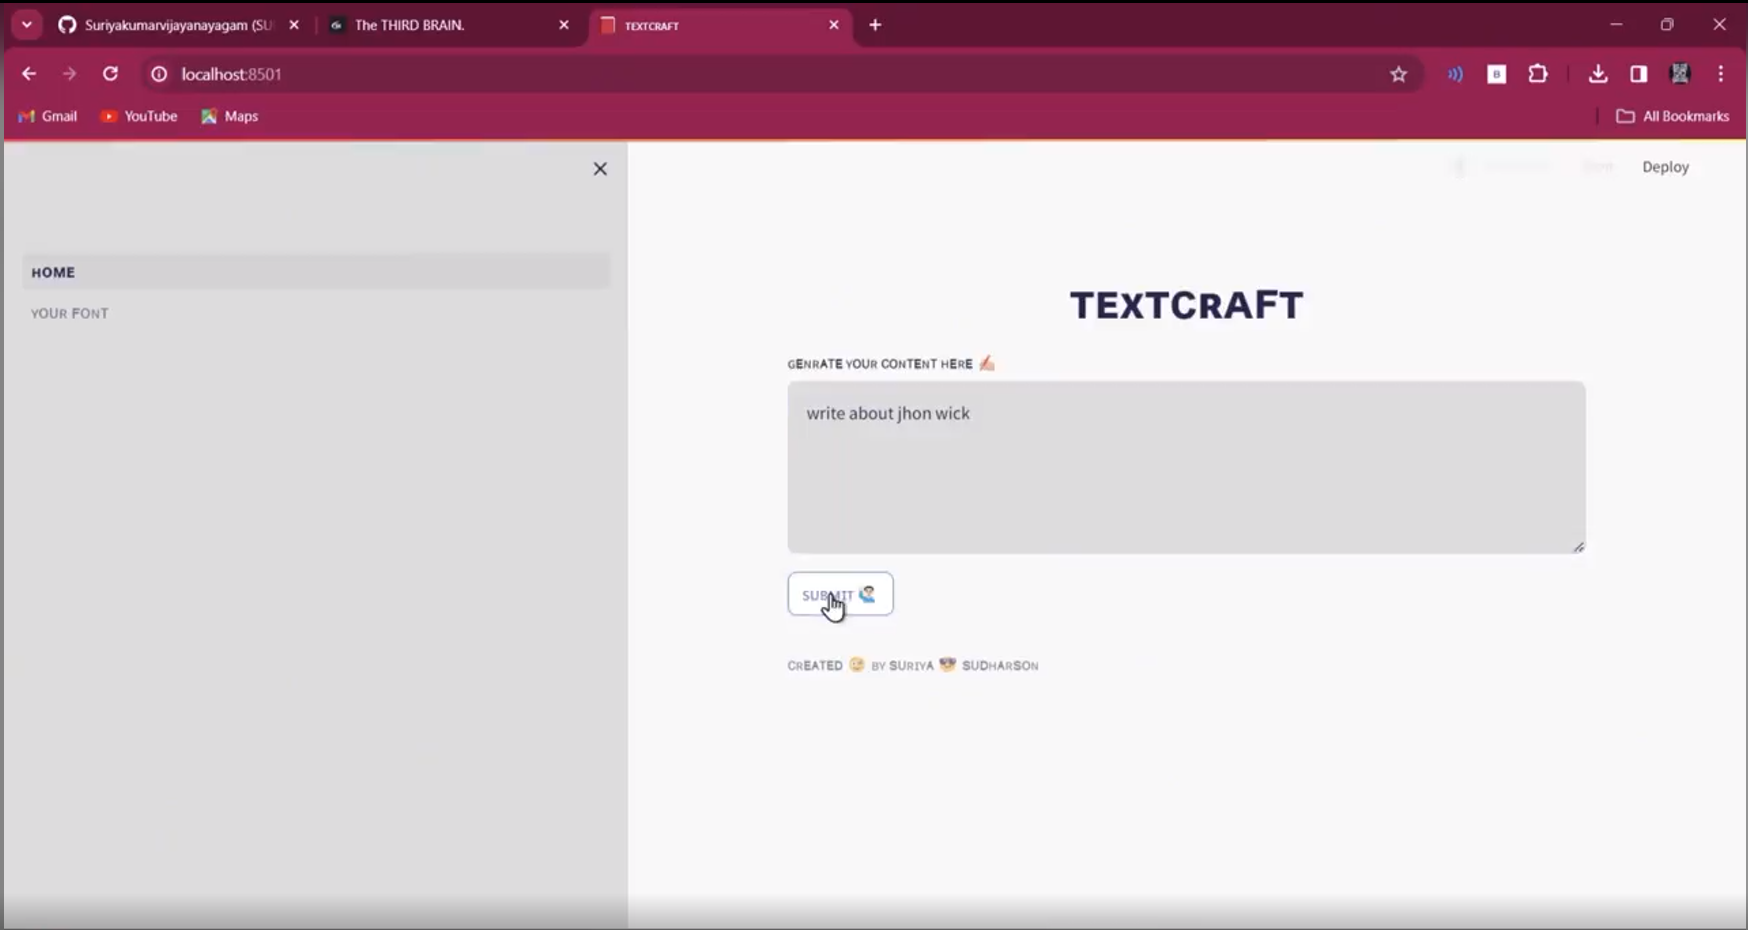 Suriyakumarvijayanayagam (SU
The THIRD BRAIN.
TEXTCRAFT
localhost:8501
Gmail
YouTube
Maps
All Bookmarks
Deploy
HOME
YOUR FONT
TEXTCRAFT
GENRATE YOUR CONTENT HERE
write about jhon wick
SUBMIT
CREATED BY SURIYA SUDHARSON